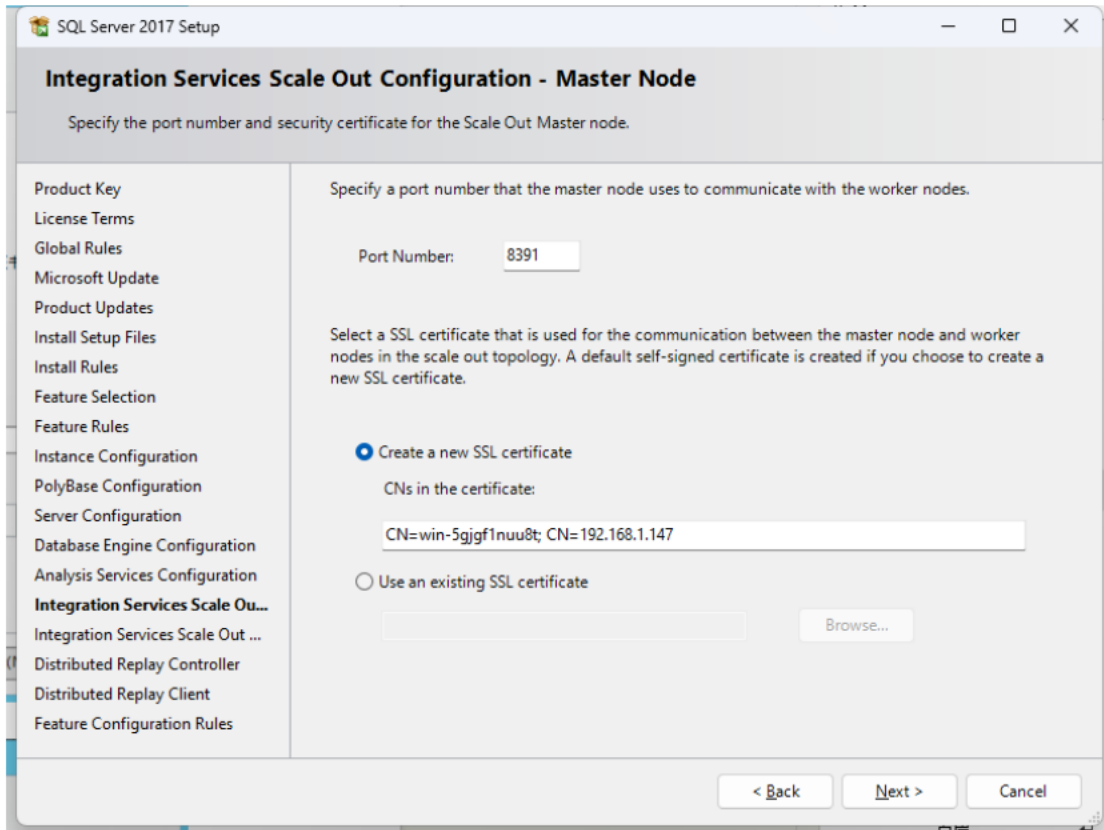 SQL Server 2017 Setup
Integration Services Scale Out Configuration - Master Node
Specify the port number and security certificate for the Scale Out Master node.
Product Key
License Terms
Global Rules
Microsoft Update
Product Updates
Install Setup Files
Install Rules
Feature Selection
Feature Rules
Instance Configuration
PolyBase Configuration
Server Configuration
Database Engine Configuration
Analysis Services Configuration
Integration Services Scale Ou...
Integration Services Scale Out ...
Distributed Replay Controller
Distributed Replay Client
Feature Configuration Rules
Specify a port number that the master node uses to communicate with the worker nodes.
Port Number: 8391
Select a SSL certificate that is used for the communication between the master node and worker
nodes in the scale out topology. A default self-signed certificate is created if you choose to create a
new SSL certificate.
Create a new SSL certificate
CNs in the certificate:
CN=win-5gjgf1nuu8t; CN=192.168.1.147
Use an existing SSL certificate
Browse...
< Back
Next >
Cancel